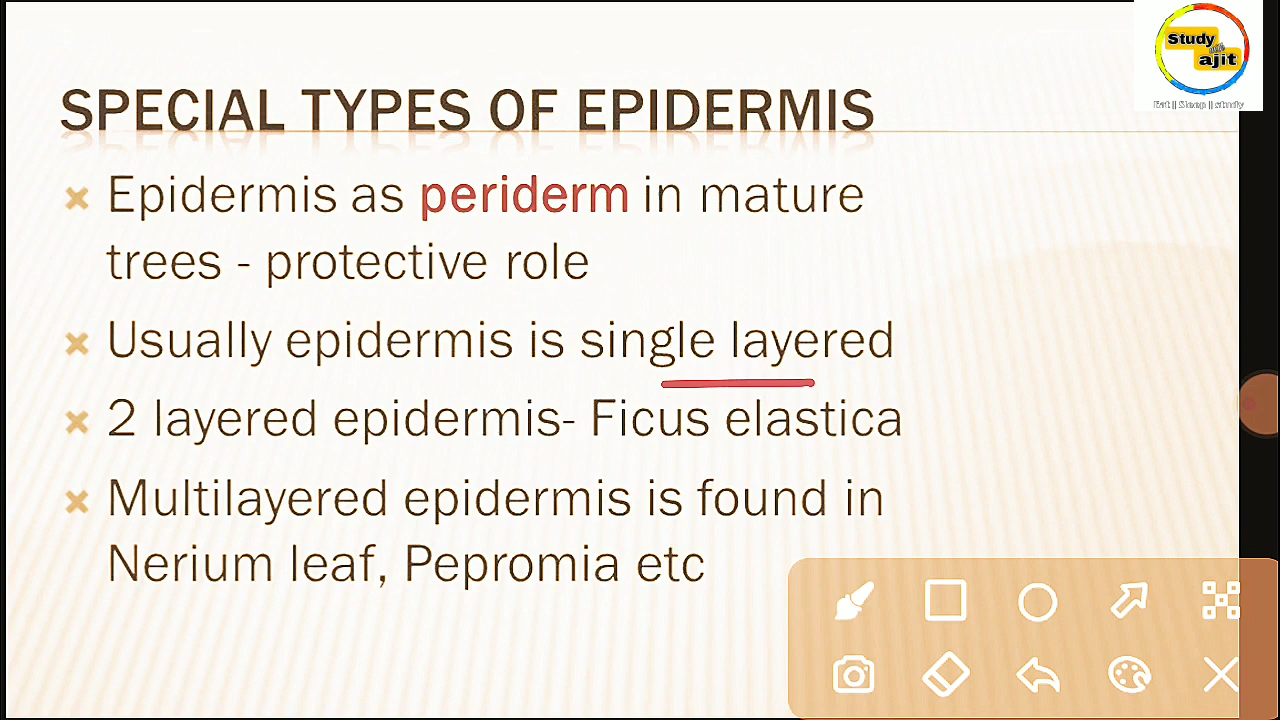 Study
ajit
SPECIAL TYPES OF EPIDERMIS
Epidermis as periderm in mature
trees - protective role
Usually epidermis is single layered
2 layered epidermis- Ficus elastica
Multilayered epidermis is found in
Nerium leaf, Pepromia etc